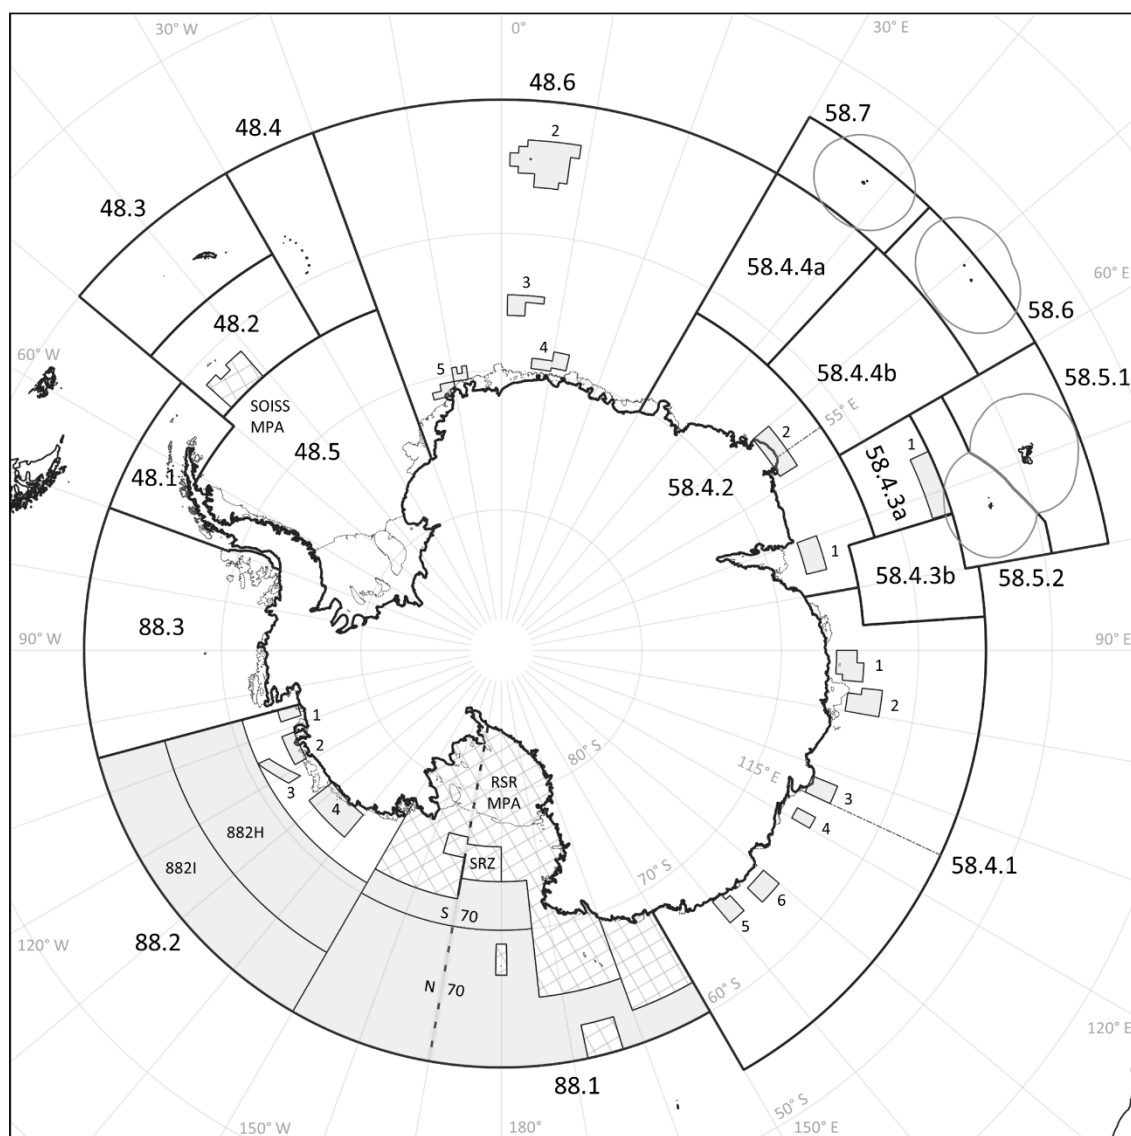 30° W
0°
30° E
48.6
58.7
48.4
2
48.3
58.4.4a
60° E
3
48.2
58.6
60° W
4
5
58.4.4b
58.5.1
SOISS
MPA
55° E
2
1
48.5
48.1
58.4.2
58.4.3a
1
58.4.3b
58.5.2
88.3
90° W
90° E
1
2
1
2
80° S
115° E
RSR
MPA
3
3
4
4
882H
SRZ
58.4.1
882I
70° S
6
S 70
5
120° W
88.2
N 70
60° S
120° E
88.1
50° S
150° W
180°
150° E